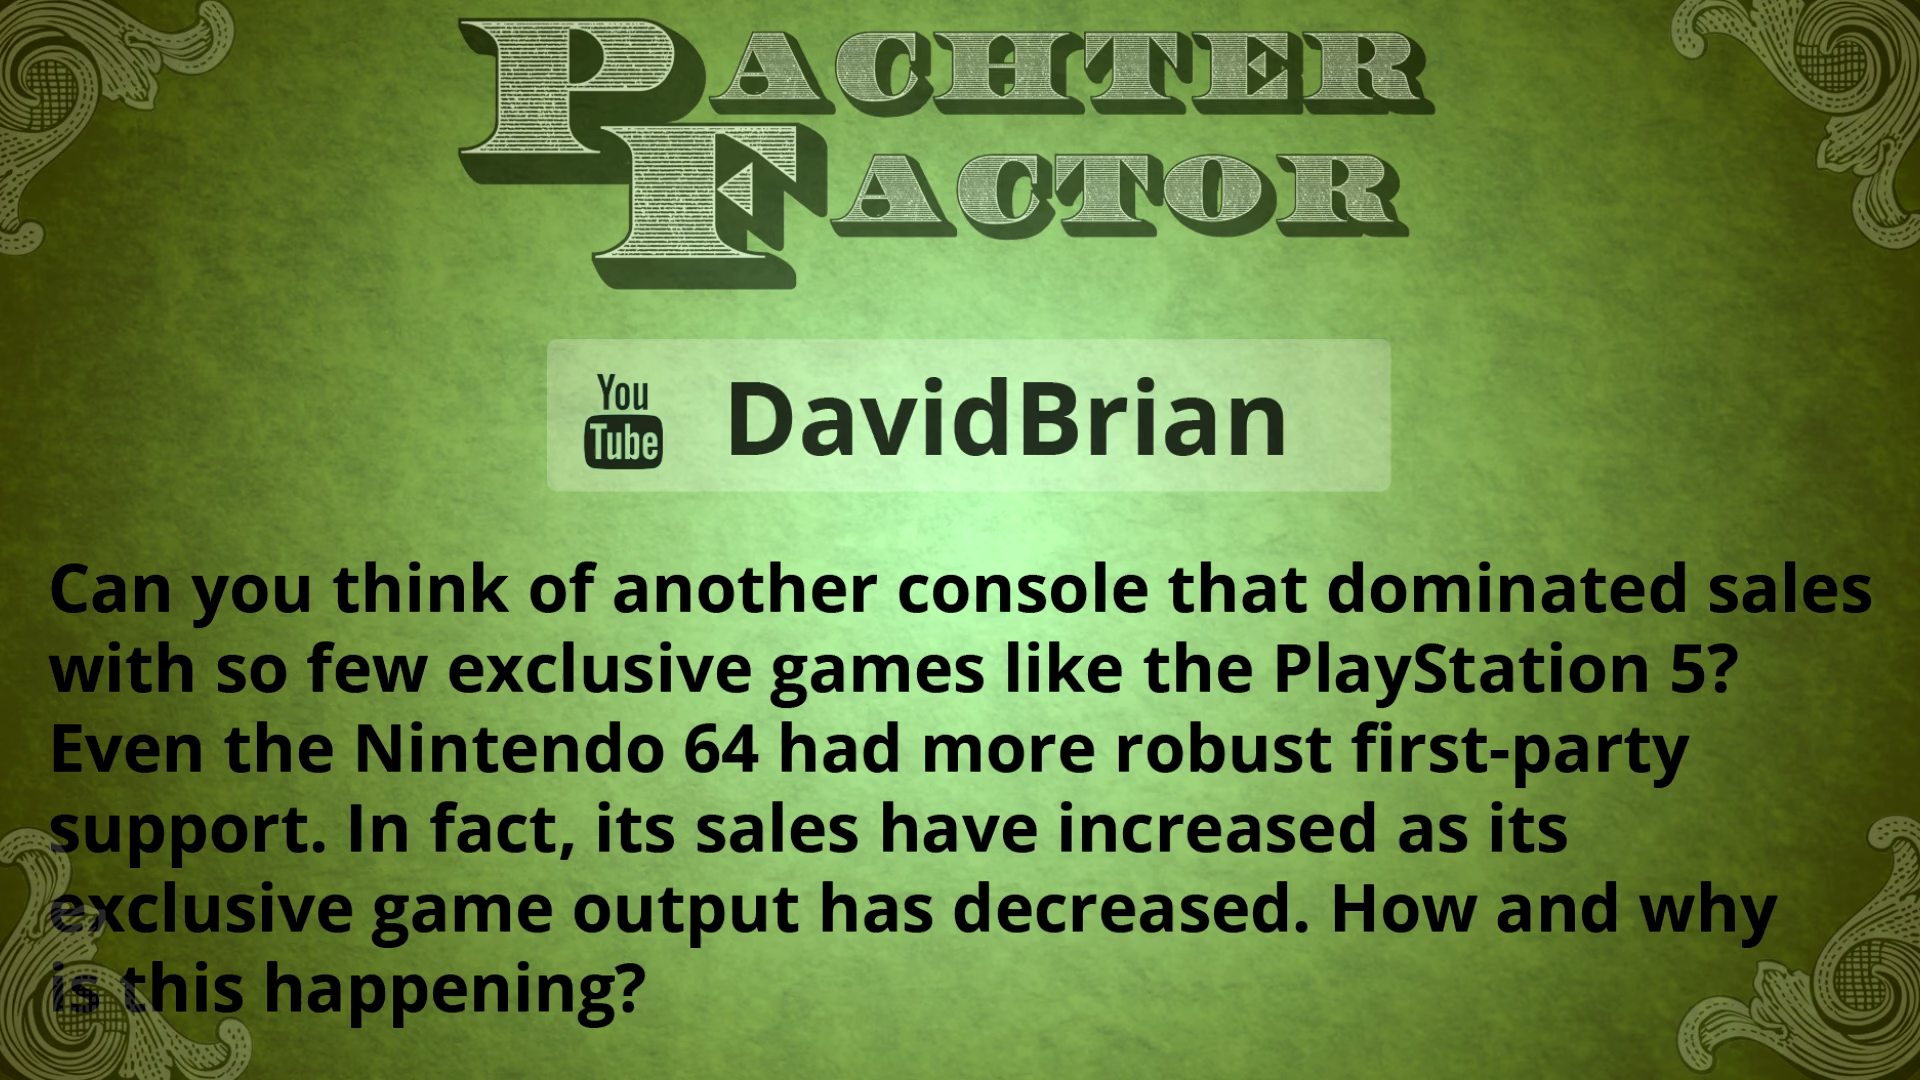 PACHTER
FACTOR
You
Tube
DavidBrian
Can you think of another console that dominated sales
with so few exclusive games like the PlayStation 5?
Even the Nintendo 64 had more robust first-party
support. In fact, its sales have increased as its
exclusive game output has decreased. How and why
is this happening?